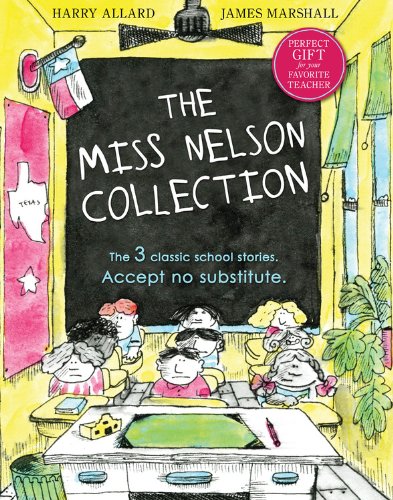 HARRY ALLARD JAMES MARSHALL
PERFECT
GIFT
for your
FAVORITE
TEACHER
THE
MISS NELSON
COLLECTION
TEXAS
The 3 classic school stories.
Accept no substitute.